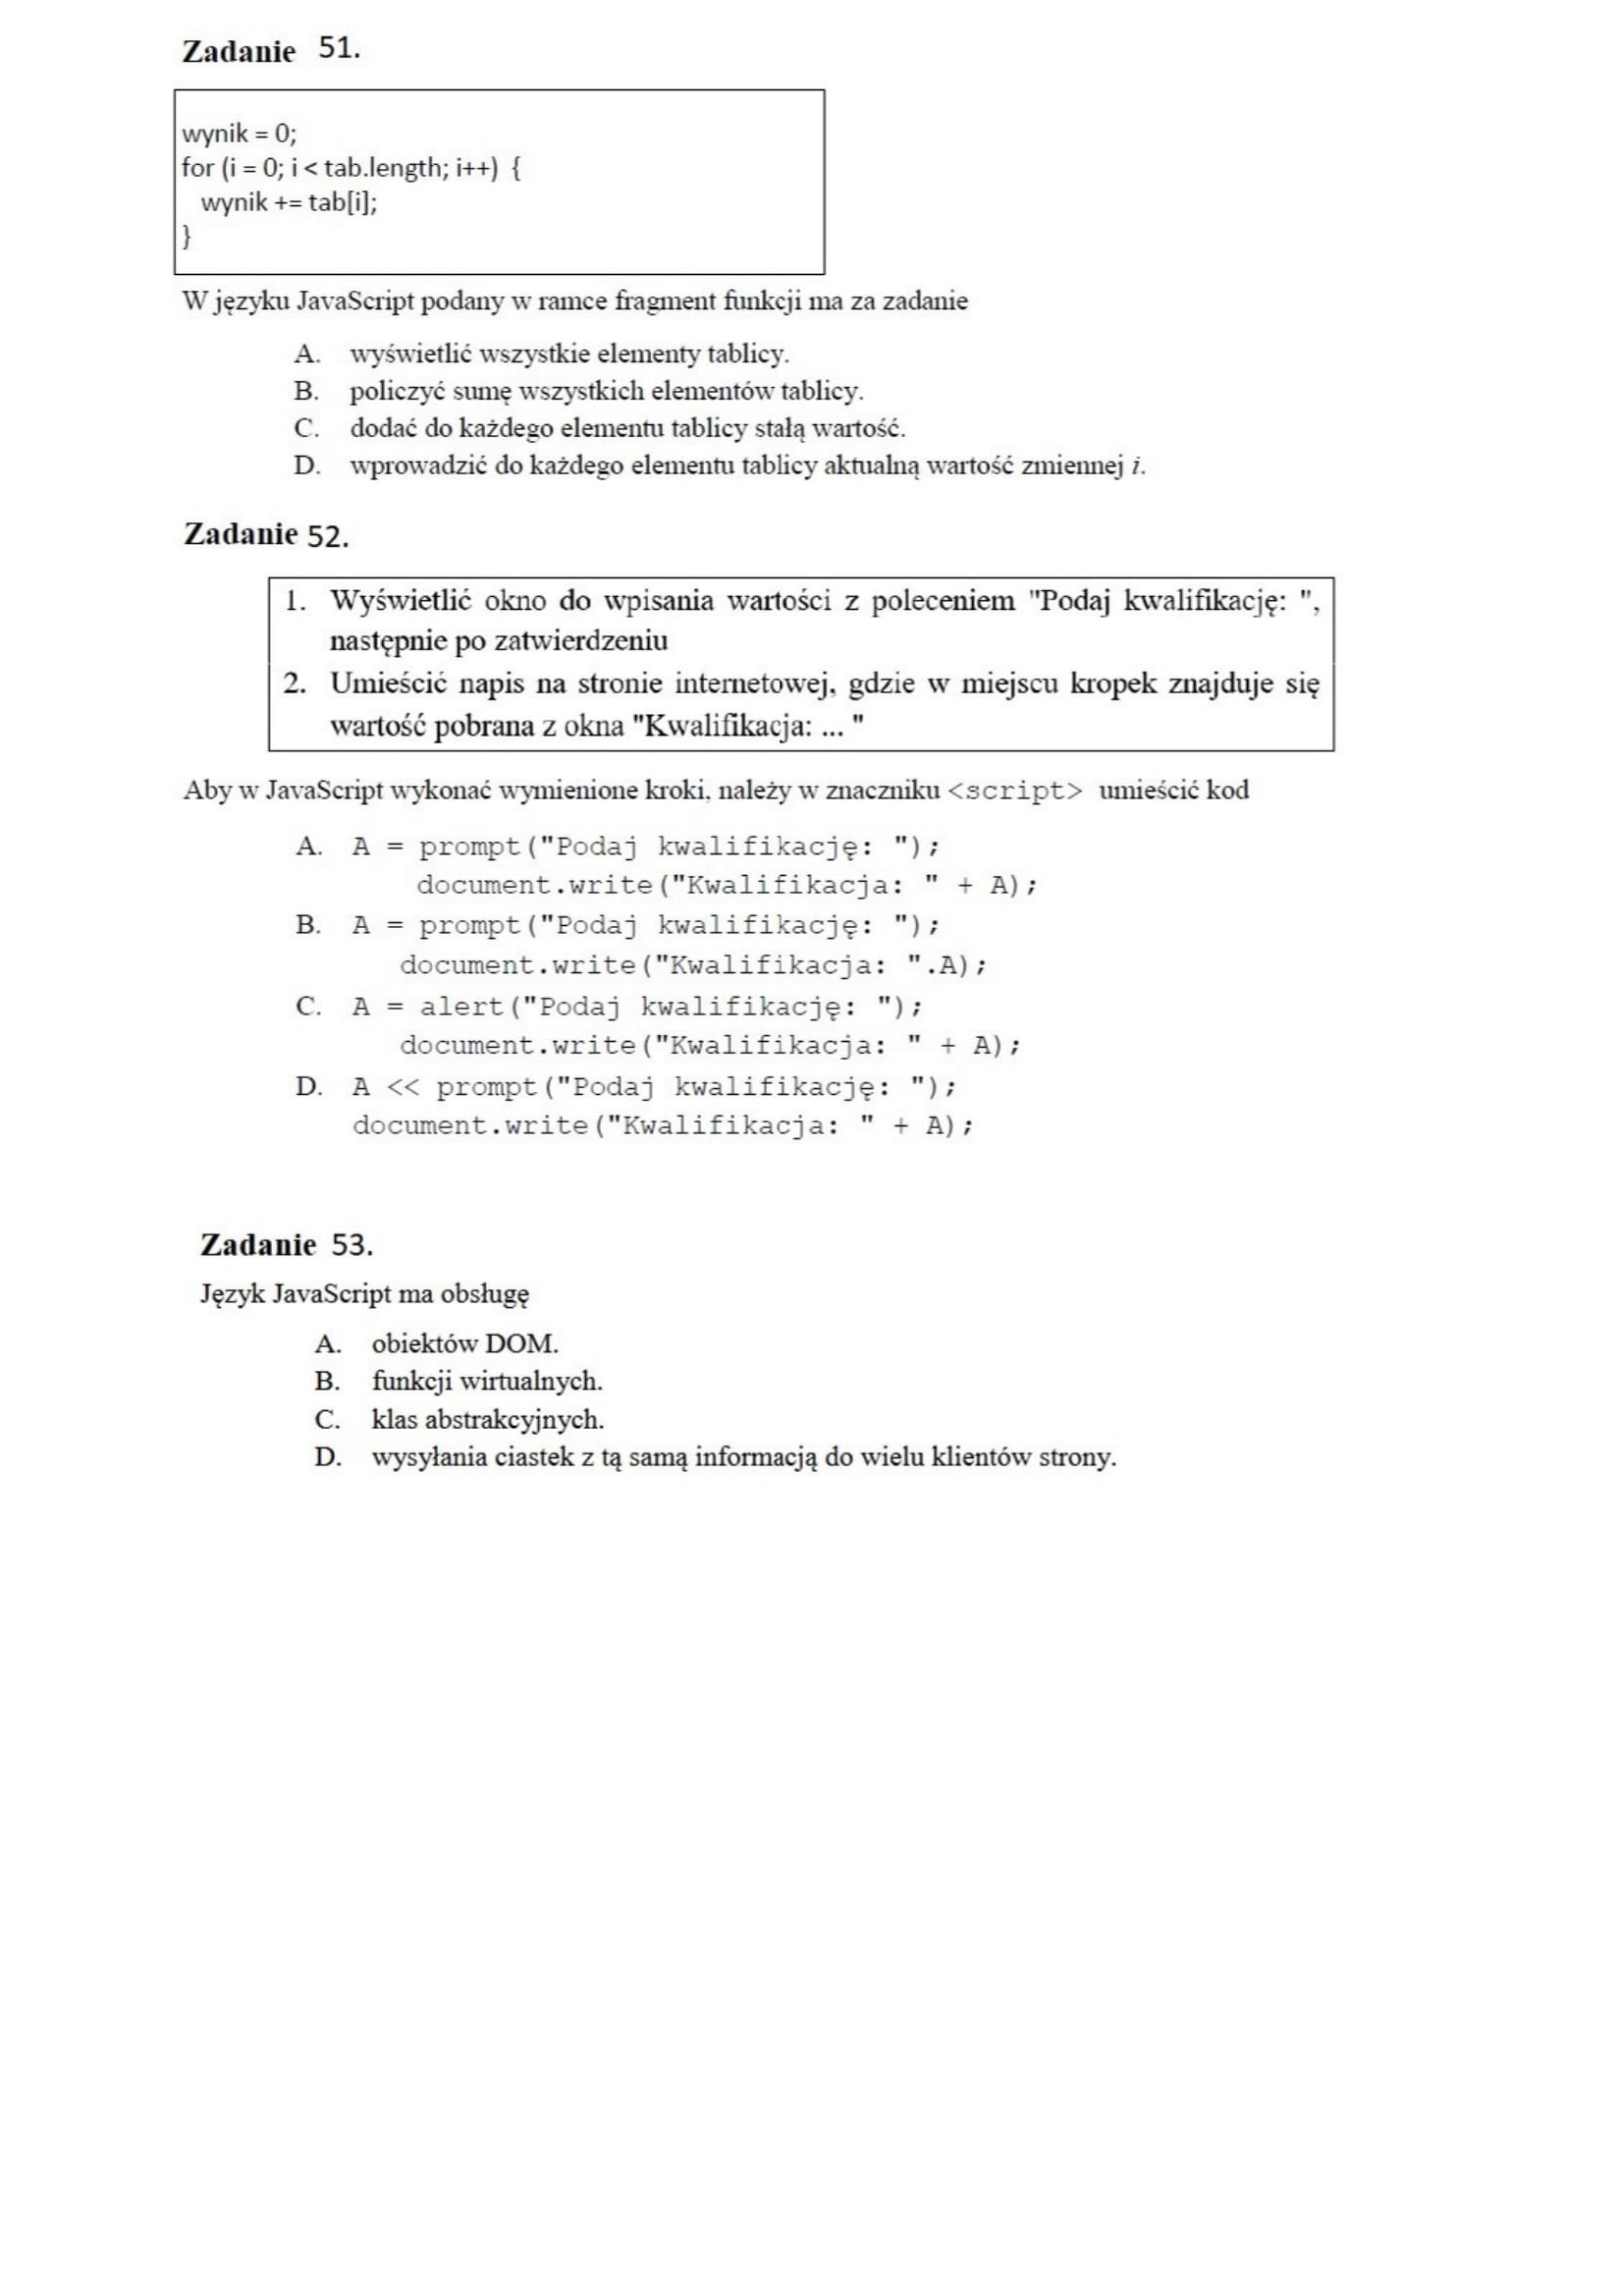 Zadanie 51.
wynik = 0;
for (i = 0; i < tab.length; i++) {
wynik += tab[i];
}
W języku JavaScript podany w ramce fragment funkcji ma za zadanie
A. wyświetlić wszystkie elementy tablicy.
B. policzyć sumę wszystkich elementów tablicy.
C. dodać do każdego elementu tablicy stałą wartość.
D. wprowadzić do każdego elementu tablicy aktualną wartość zmiennej i.
Zadanie 52.
1. Wyświetlić okno do wpisania wartości z poleceniem "Podaj kwalifikację: ",
następnie po zatwierdzeniu
2. Umieścić napis na stronie internetowej, gdzie w miejscu kropek znajduje się
wartość pobrana z okna "Kwalifikacja: ... "
Aby w JavaScript wykonać wymienione kroki, należy w znaczniku <script> umieścić kod
A. A = prompt("Podaj kwalifikację: ");
document.write("Kwalifikacja: " + A);
B. A = prompt("Podaj kwalifikację: ");
document.write("Kwalifikacja: ".A);
C. A = alert("Podaj kwalifikację: ");
document.write("Kwalifikacja: " + A);
D. A << prompt("Podaj kwalifikację: ");
document.write("Kwalifikacja: " + A);
Zadanie 53.
Język JavaScript ma obsługę
A. obiektów DOM.
B. funkcji wirtualnych.
C. klas abstrakcyjnych.
D. wysyłania ciastek z tą samą informacją do wielu klientów strony.